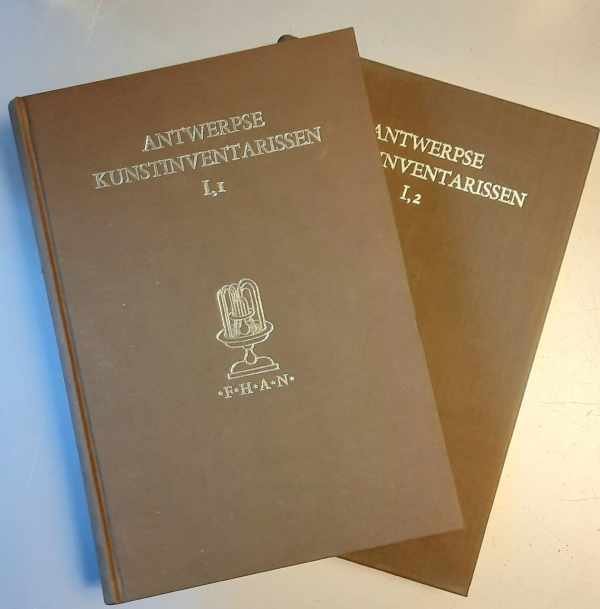 ANTWERPSE
KUNSTINVENTARISSEN
I,1
·F·H·A·N·
ANTWERPSE
INVENTARISSEN
I,2